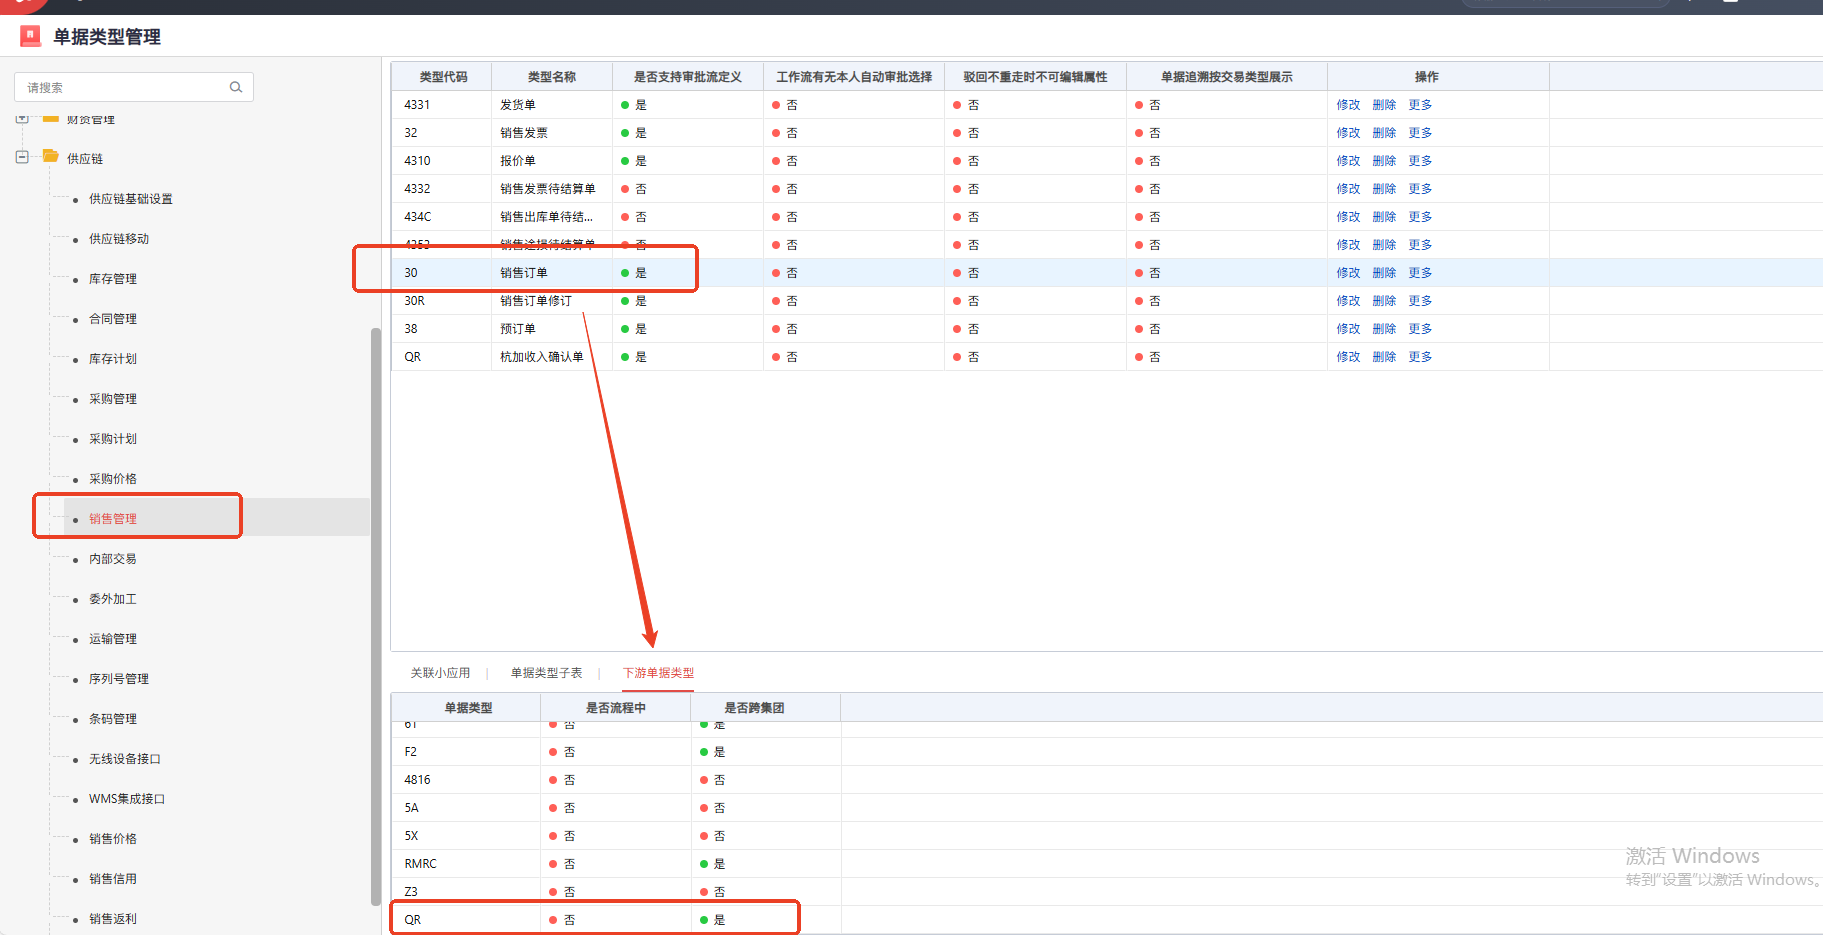 单据类型管理
请搜索
财资管理
供应链
供应链基础设置
供应链移动
库存管理
合同管理
库存计划
采购管理
采购计划
采购价格
销售管理
内部交易
委外加工
运输管理
序列号管理
条码管理
无线设备接口
WMS集成接口
销售价格
销售信用
销售返利
类型代码 类型名称 是否支持审批流定义 工作流有无本人自动审批选择 驳回不重走时不可编辑属性 单据追溯按交易类型展示 操作
4331 发货单 是 否 否 否 修改 删除 更多
32 销售发票 是 否 否 否 修改 删除 更多
4310 报价单 是 否 否 否 修改 删除 更多
4332 销售发票待结算单 否 否 否 否 修改 删除 更多
434C 销售出库单待结... 否 否 否 否 修改 删除 更多
4353 销售途损待结算单 否 否 否 否 修改 删除 更多
30 销售订单 是 否 否 否 修改 删除 更多
30R 销售订单修订 是 否 否 否 修改 删除 更多
38 预订单 是 否 否 否 修改 删除 更多
QR 杭加收入确认单 是 否 否 否 修改 删除 更多
关联小应用 | 单据类型子表 | 下游单据类型
单据类型 是否流程中 是否跨集团
61 否 是
F2 否 是
4816 否 否
5A 否 否
5X 否 否
RMRC 否 是
Z3 否 否
QR 否 是
激活 Windows
转到"设置"以激活 Windows。